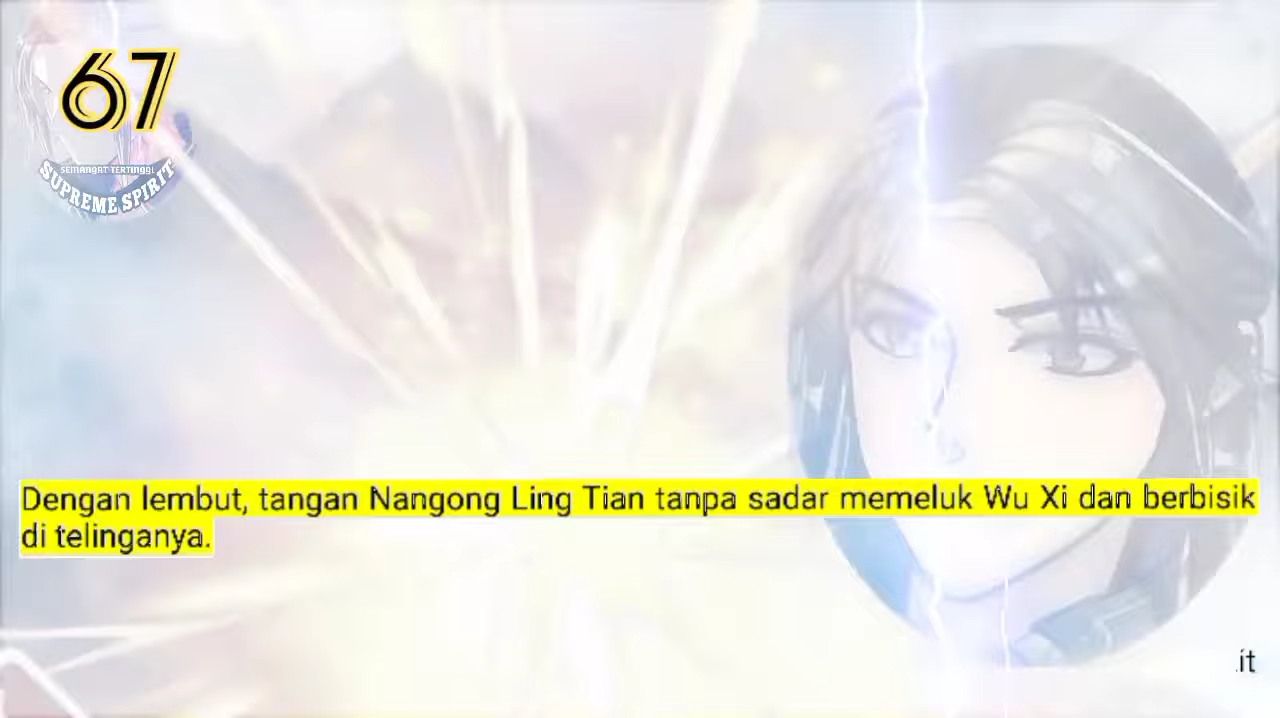 67
SEMANGAT TERTINGGI
SUPREME SPIRIT
Dengan lembut, tangan Nangong Ling Tian tanpa sadar memeluk Wu Xi dan berbisik
di telinganya.
.it